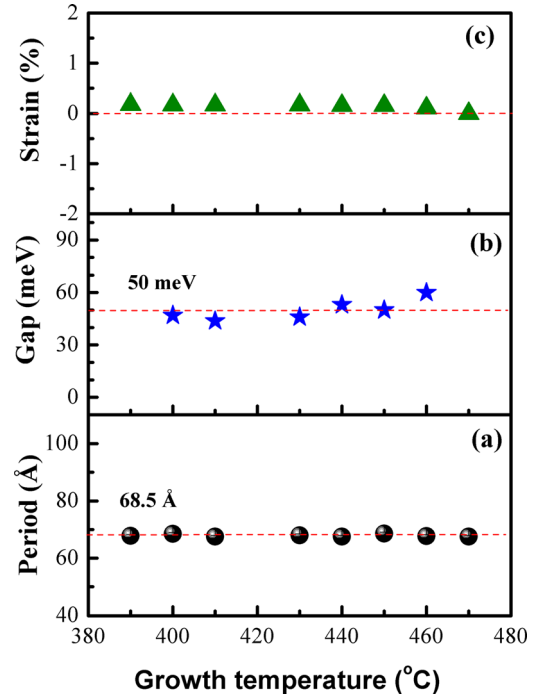 (c)
Strain (%)
2
1
0
-1
-2
(b)
Gap (meV)
90
60
30
0
50 meV
(a)
Period (Å)
100
80
60
40
68.5 Å
380 400 420 440 460 480
Growth temperature (°C)